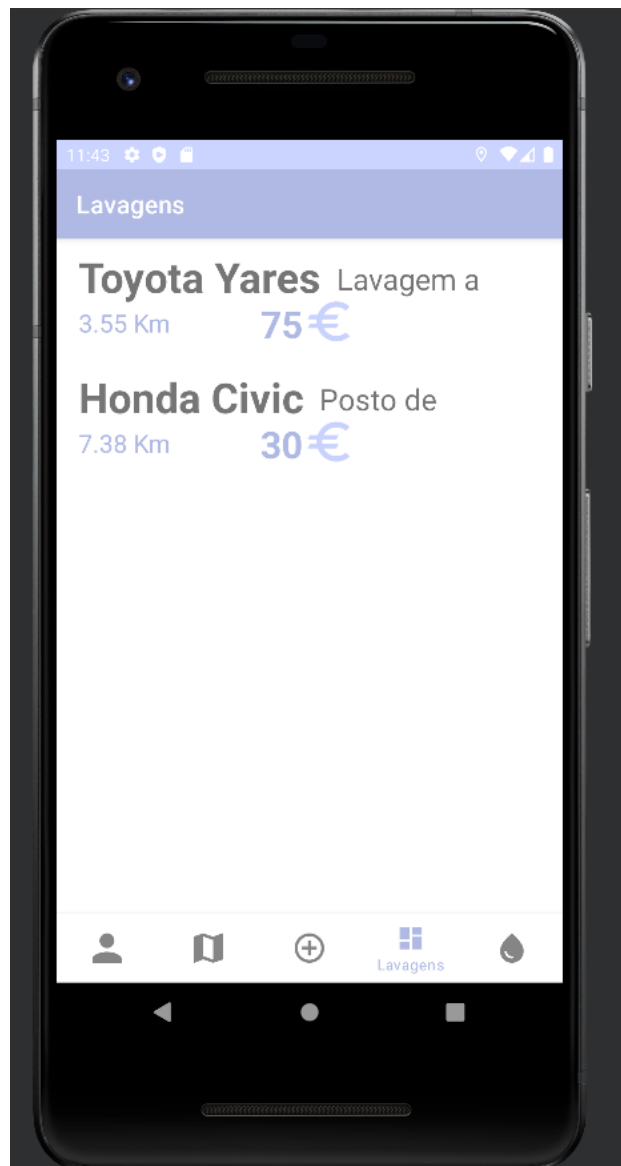 11:43
Lavagens
Toyota Yares Lavagem a
3.55 Km 75 €
Honda Civic Posto de
7.38 Km 30 €
Lavagens